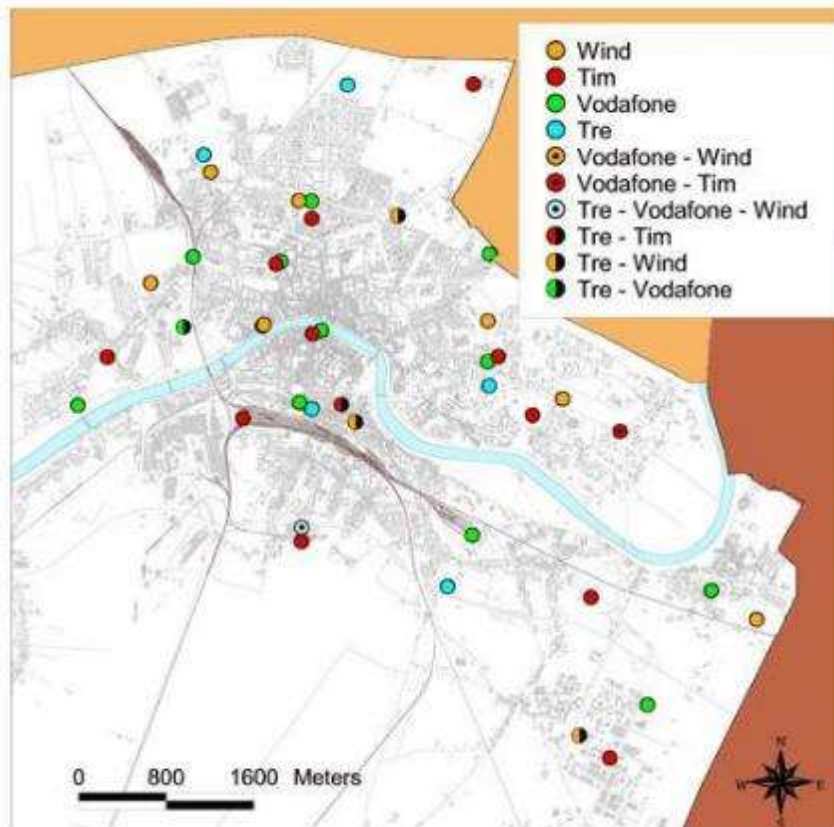 Wind
Tim
Vodafone
Tre
Vodafone - Wind
Vodafone - Tim
Tre - Vodafone - Wind
Tre - Tim
Tre - Wind
Tre - Vodafone
0 800 1600 Meters
N
W E
S